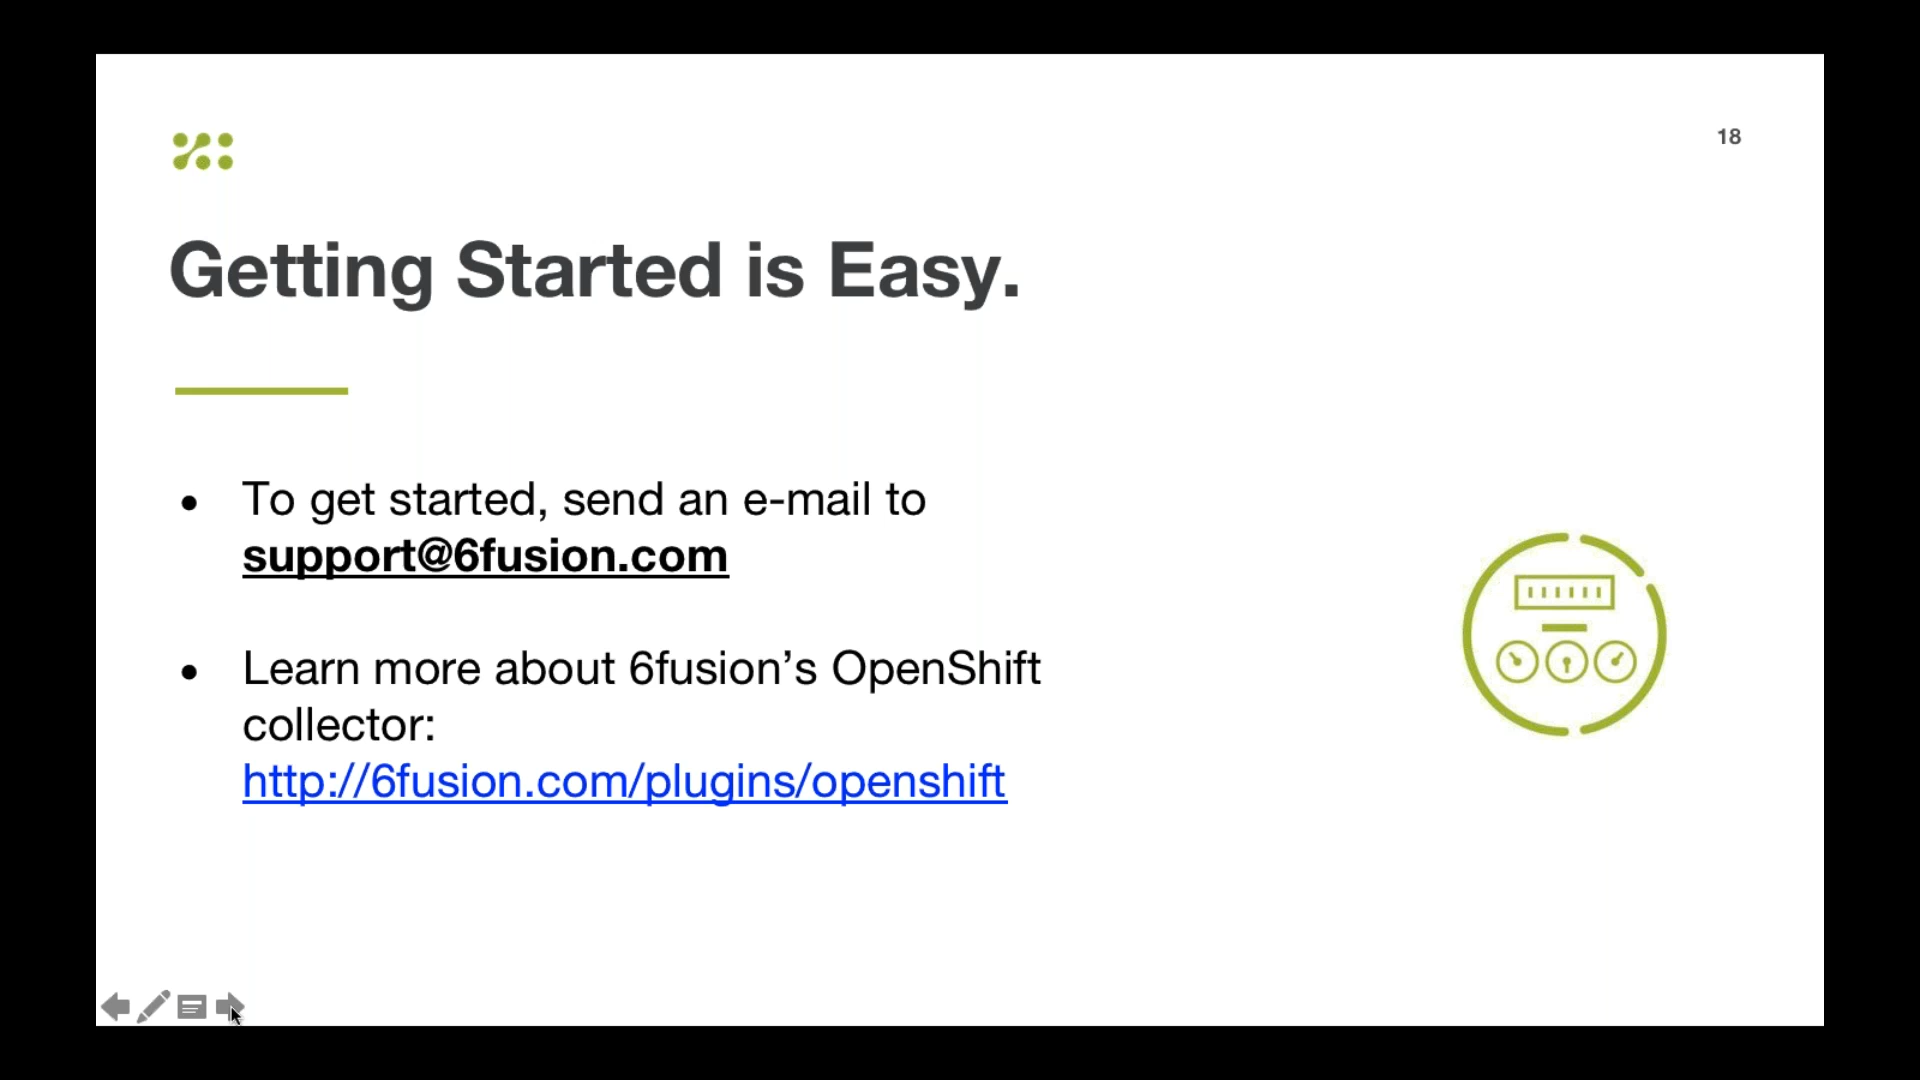 18
Getting Started is Easy.
• To get started, send an e-mail to
support@6fusion.com
• Learn more about 6fusion’s OpenShift
collector:
http://6fusion.com/plugins/openshift